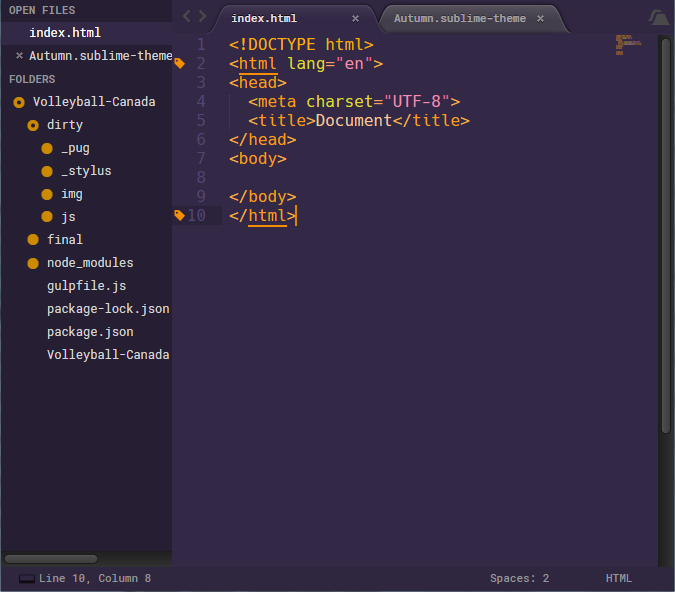 OPEN FILES
index.html
× Autumn.sublime-theme
FOLDERS
Volleyball-Canada
dirty
_pug
_stylus
img
js
final
node_modules
gulpfile.js
package-lock.json
package.json
Volleyball-Canada
index.html ×
Autumn.sublime-theme ×
1 <!DOCTYPE html>
2 <html lang="en">
3 <head>
4   <meta charset="UTF-8">
5   <title>Document</title>
6 </head>
7 <body>
8
9 </body>
10 </html>
Line 10, Column 8
Spaces: 2
HTML